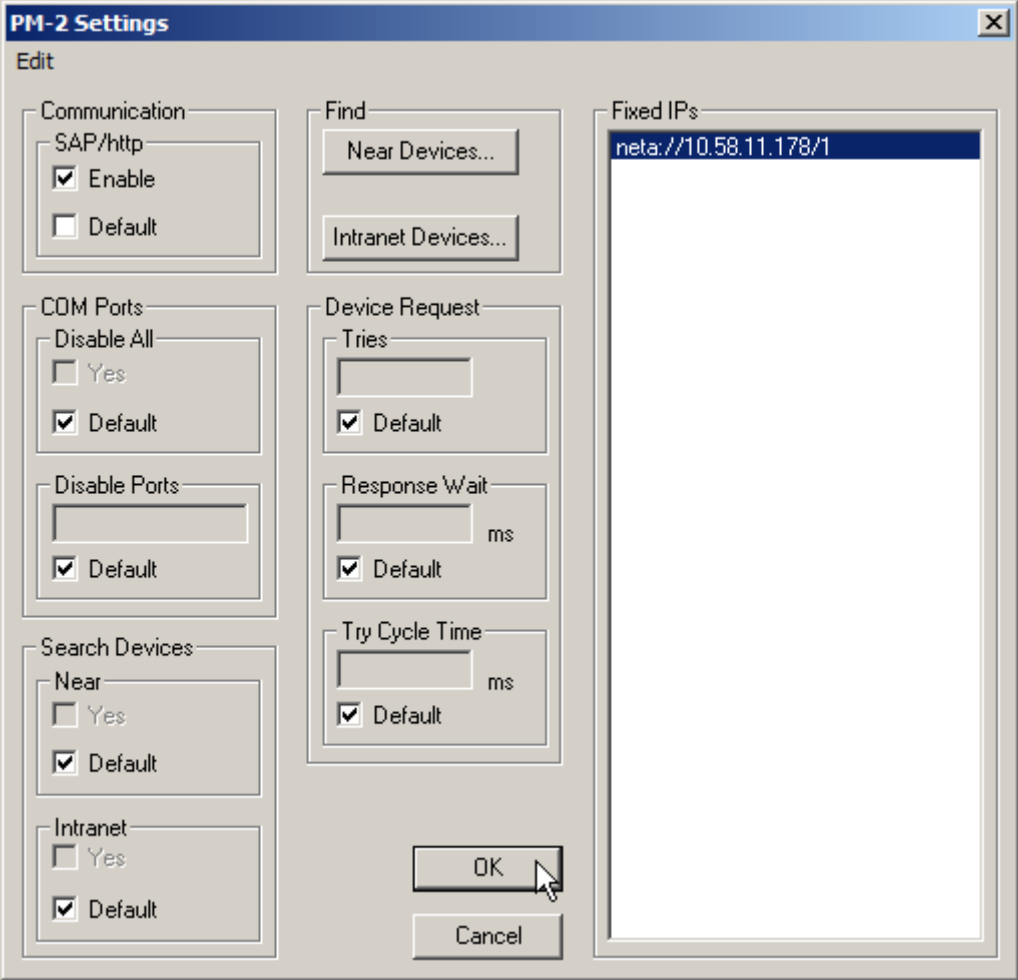 PM-2 Settings
Edit
Communication
SAP/http
Enable
Default
COM Ports
Disable All
Yes
Default
Disable Ports
Default
Search Devices
Near
Yes
Default
Intranet
Yes
Default
Find
Near Devices...
Intranet Devices...
Device Request
Tries
Default
Response Wait
ms
Default
Try Cycle Time
ms
Default
OK
Cancel
Fixed IPs
neta://10.58.11.178/1